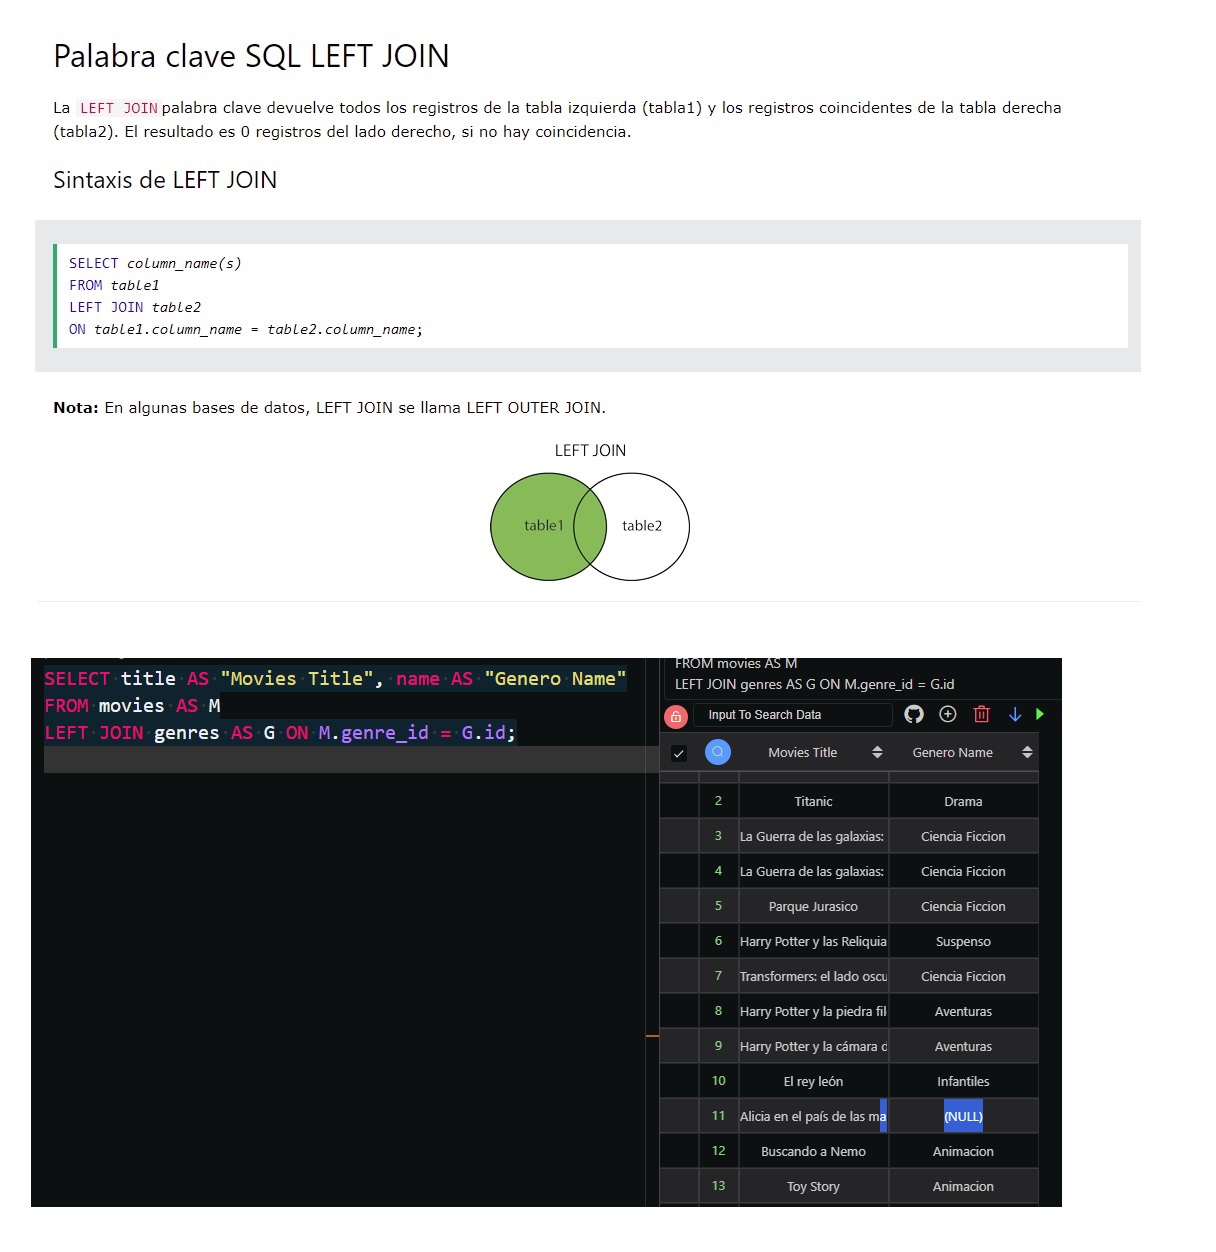 Palabra clave SQL LEFT JOIN
La LEFT JOIN palabra clave devuelve todos los registros de la tabla izquierda (tabla1) y los registros coincidentes de la tabla derecha
(tabla2). El resultado es 0 registros del lado derecho, si no hay coincidencia.
Sintaxis de LEFT JOIN
SELECT column_name(s)
FROM table1
LEFT JOIN table2
ON table1.column_name = table2.column_name;
Nota: En algunas bases de datos, LEFT JOIN se llama LEFT OUTER JOIN.
LEFT JOIN
table1 table2
SELECT title AS "Movies Title", name AS "Genero Name"
FROM movies AS M
LEFT JOIN genres AS G ON M.genre_id = G.id;
FROM movies AS M
LEFT JOIN genres AS G ON M.genre_id = G.id
Input To Search Data
Movies Title Genero Name
2 Titanic Drama
3 La Guerra de las galaxias: Ciencia Ficcion
4 La Guerra de las galaxias: Ciencia Ficcion
5 Parque Jurasico Ciencia Ficcion
6 Harry Potter y las Reliquia Suspenso
7 Transformers: el lado oscu Ciencia Ficcion
8 Harry Potter y la piedra fil Aventuras
9 Harry Potter y la cámara d Aventuras
10 El rey león Infantiles
11 Alicia en el país de las ma (NULL)
12 Buscando a Nemo Animacion
13 Toy Story Animacion